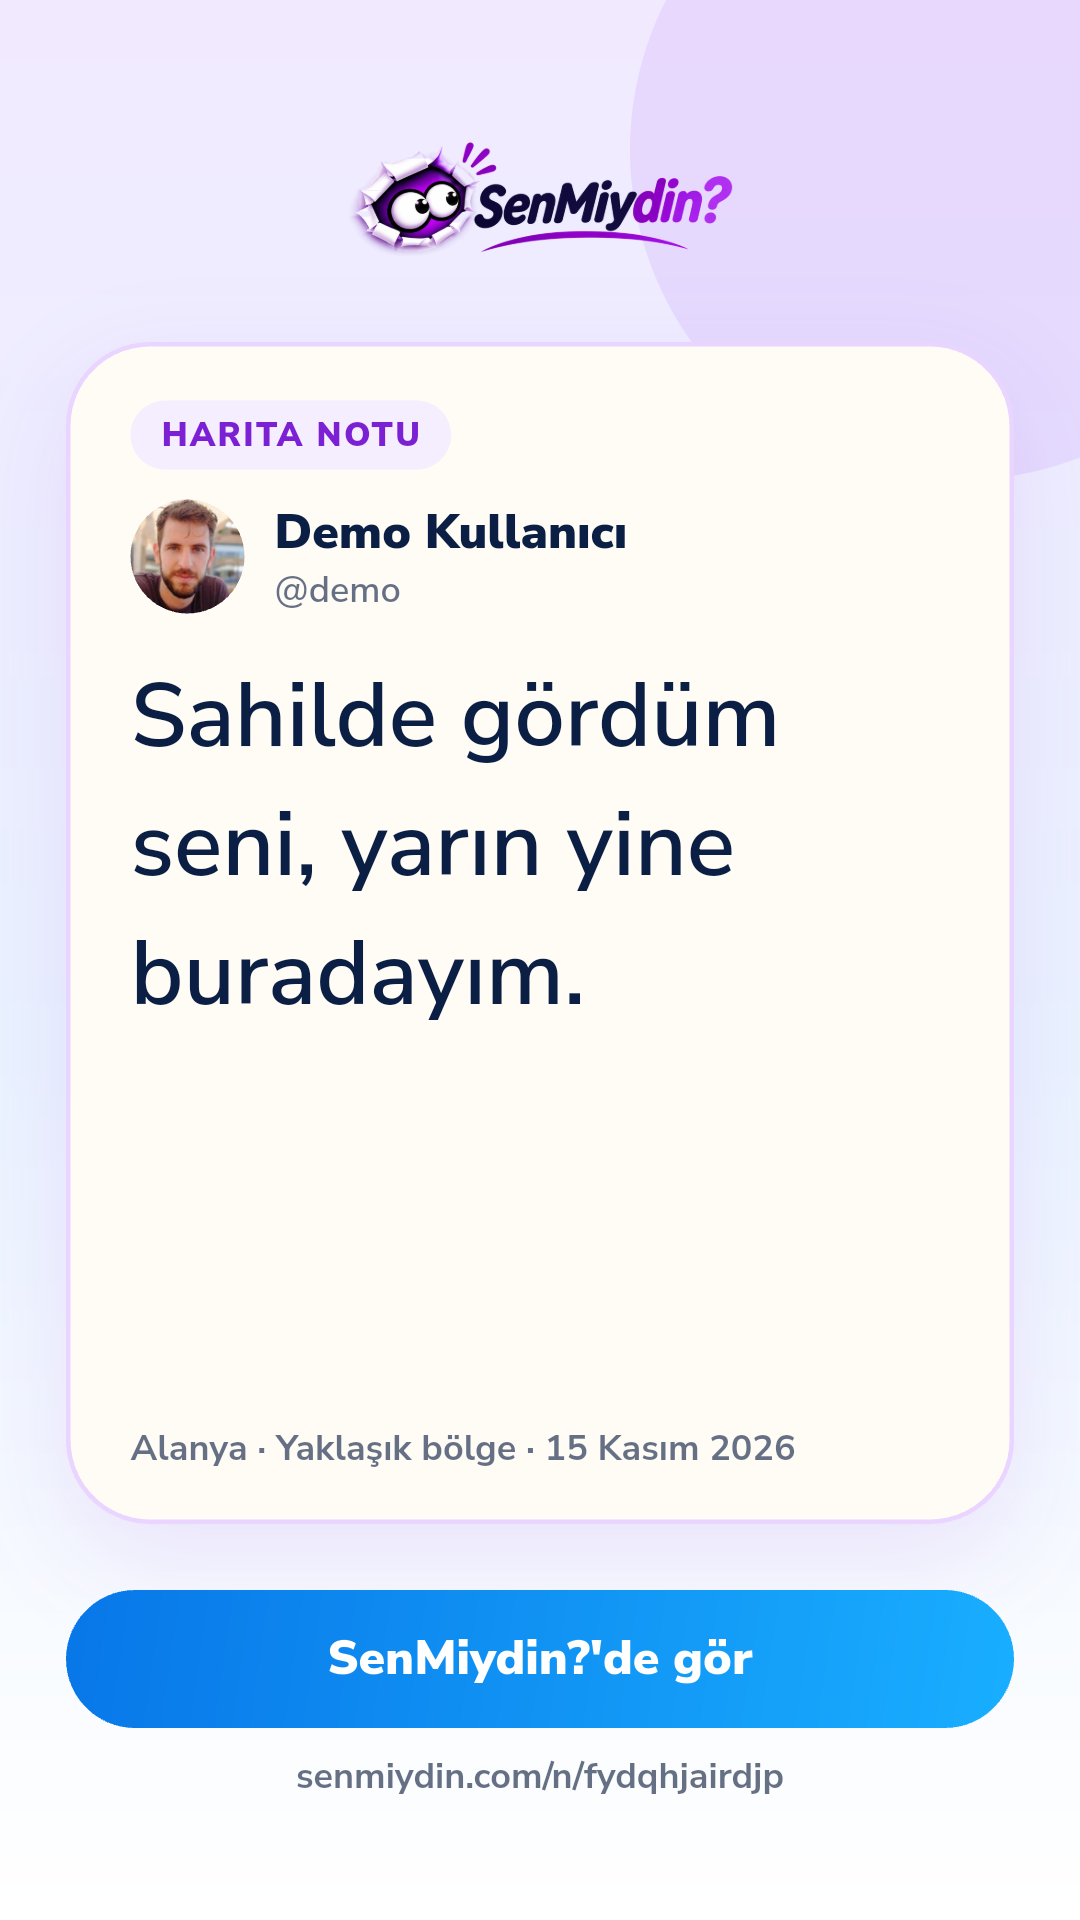 SenMiydin?
HARITA NOTU
Demo Kullanıcı
@demo
Sahilde gördüm
seni, yarın yine
buradayım.
Alanya · Yaklaşık bölge · 15 Kasım 2026
SenMiydin?'de gör
senmiydin.com/n/fydqhjairdjp